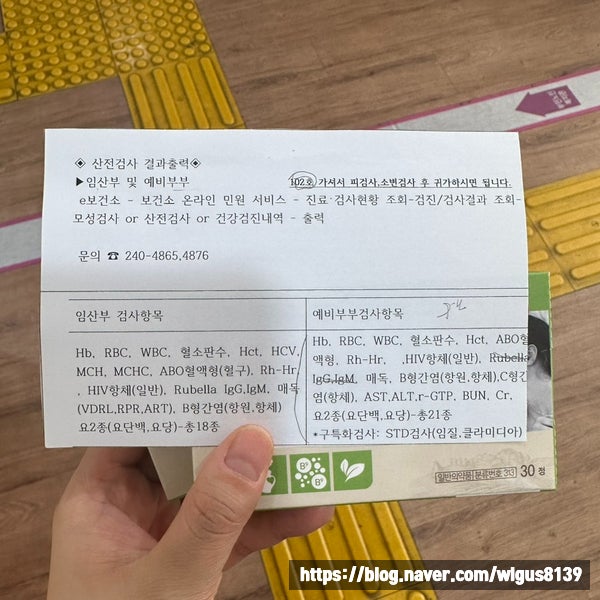 ◈ 산전검사 결과출력◈
▶임산부 및 예비부부
102호 가셔서 피검사.소변검사 후 귀가하시면 됩니다.
e보건소 - 보건소 온라인 민원 서비스 - 진료·검사현황 조회-검진/검사결과 조회-
모성검사 or 산전검사 or 건강검진내역 - 출력
문의 ☎ 240-4865,4876
임산부 검사항목
Hb, RBC, WBC, 혈소판수, Hct, HCV,
MCH, MCHC, ABO혈액형(혈구), Rh-Hr,
, HIV항체(일반), Rubella IgG,IgM, 매독
(VDRL,RPR,ART), B형간염(항원,항체)
요2종(요단백,요당)-총18종
예비부부검사항목
Hb, RBC, WBC, 혈소판수, Hct, ABO혈
액형, Rh-Hr, ,HIV항체(일반), Rubella
IgG,IgM, 매독, B형간염(항원,항체),C형간
염(항체), AST,ALT,r-GTP, BUN, Cr,
요2종(요단백,요당)-총21종
*구특화검사: STD검사(임질,클라미디아)
일반의약품 분류번호 313 30정
https://blog.naver.com/wlgus8139